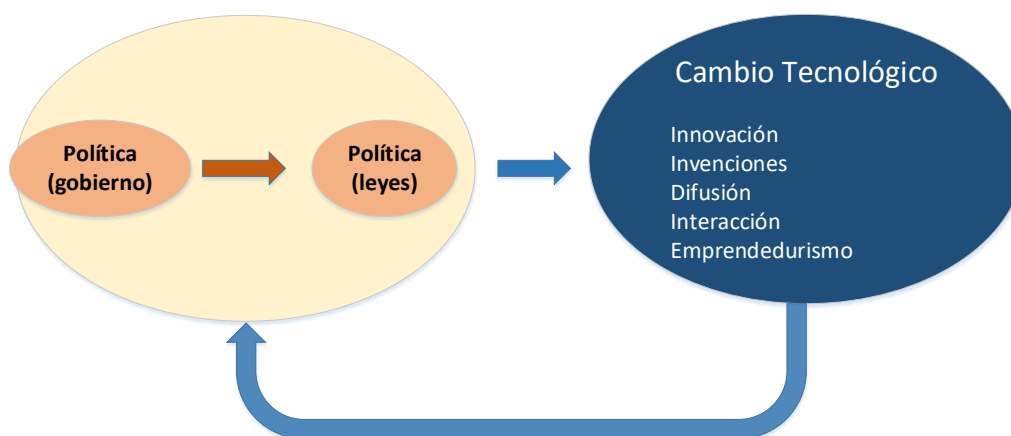 Política
(gobierno)
Política
(leyes)
Cambio Tecnológico
Innovación
Invenciones
Difusión
Interacción
Emprendedurismo